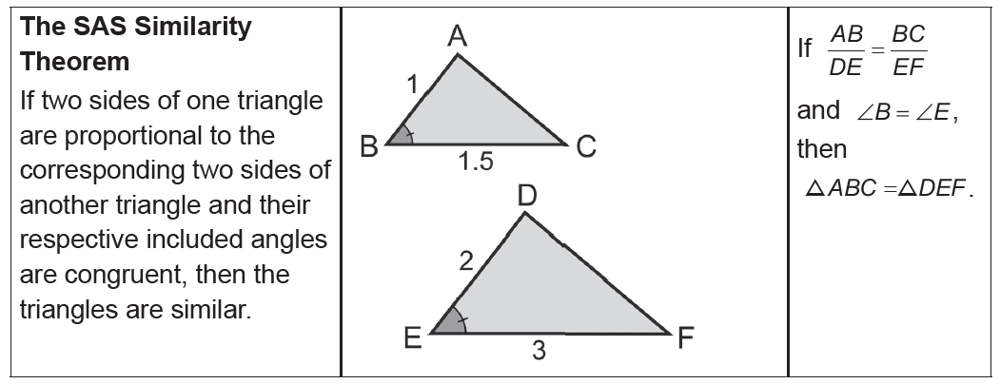 The SAS Similarity
Theorem
If two sides of one triangle
are proportional to the
corresponding two sides of
another triangle and their
respective included angles
are congruent, then the
triangles are similar.
A
1
B
C
1.5
D
2
E
F
3
If AB/DE = BC/EF
and ∠B = ∠E,
then
△ABC =△DEF.